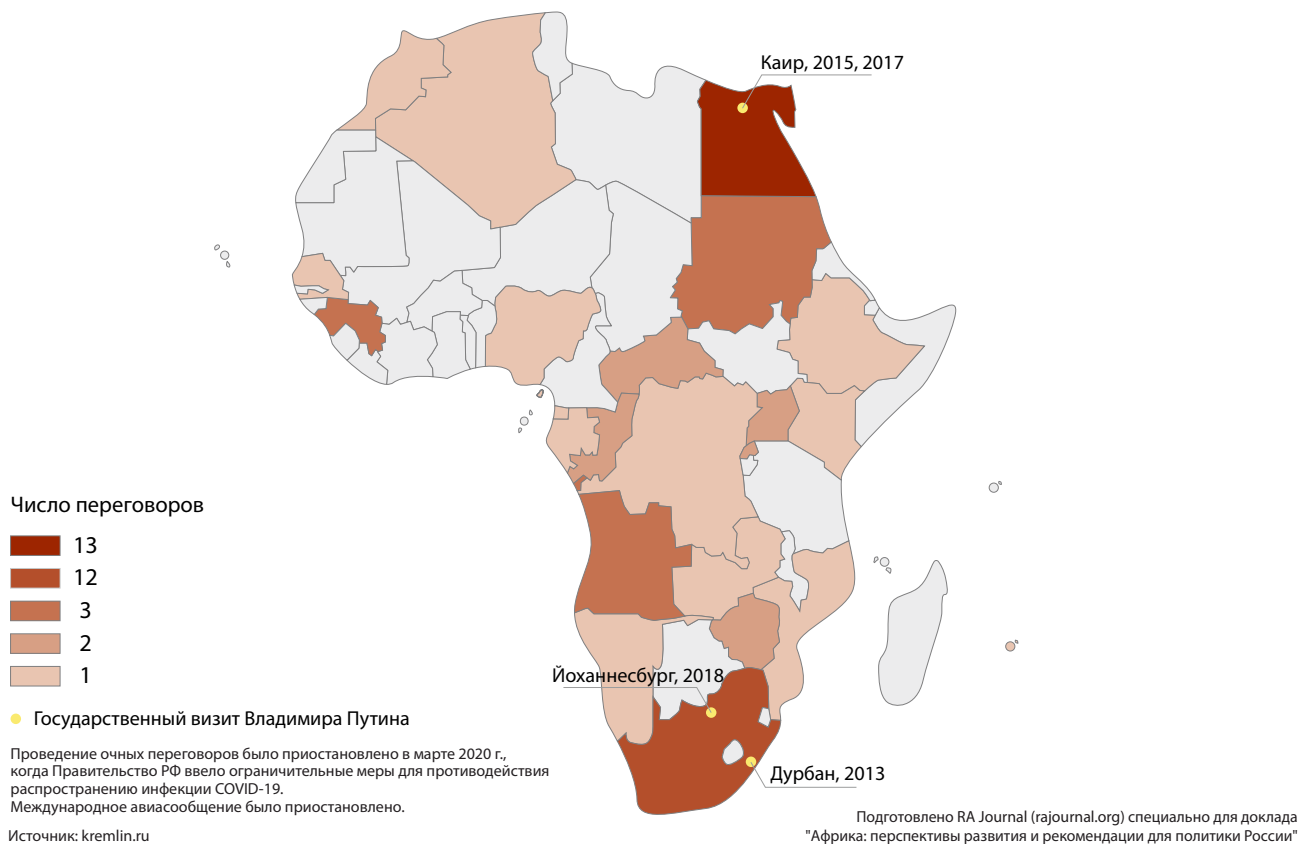 Каир, 2015, 2017
Число переговоров
13
12
3
2
1
Йоханнесбург, 2018
Государственный визит Владимира Путина
Дурбан, 2013
Проведение очных переговоров было приостановлено в марте 2020 г.,
когда Правительство РФ ввело ограничительные меры для противодействия
распространению инфекции COVID-19.
Международное авиасообщение было приостановлено.
Источник: kremlin.ru
Подготовлено RA Journal (rajournal.org) специально для доклада
"Африка: перспективы развития и рекомендации для политики России"